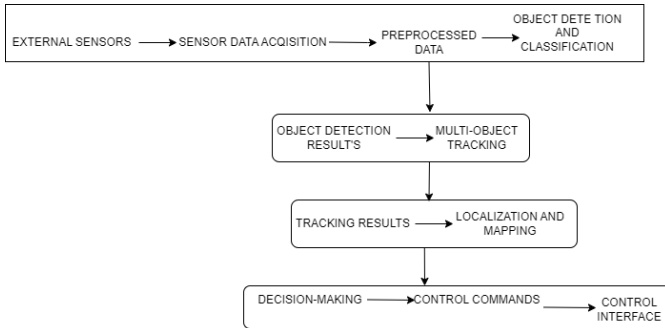 EXTERNAL SENSORS
SENSOR DATA ACQISITION
PREPROCESSED
DATA
OBJECT DETE TION
AND
CLASSIFICATION
OBJECT DETECTION
RESULT'S
MULTI-OBJECT
TRACKING
TRACKING RESULTS
LOCALIZATION AND
MAPPING
DECISION-MAKING
CONTROL COMMANDS
CONTROL
INTERFACE